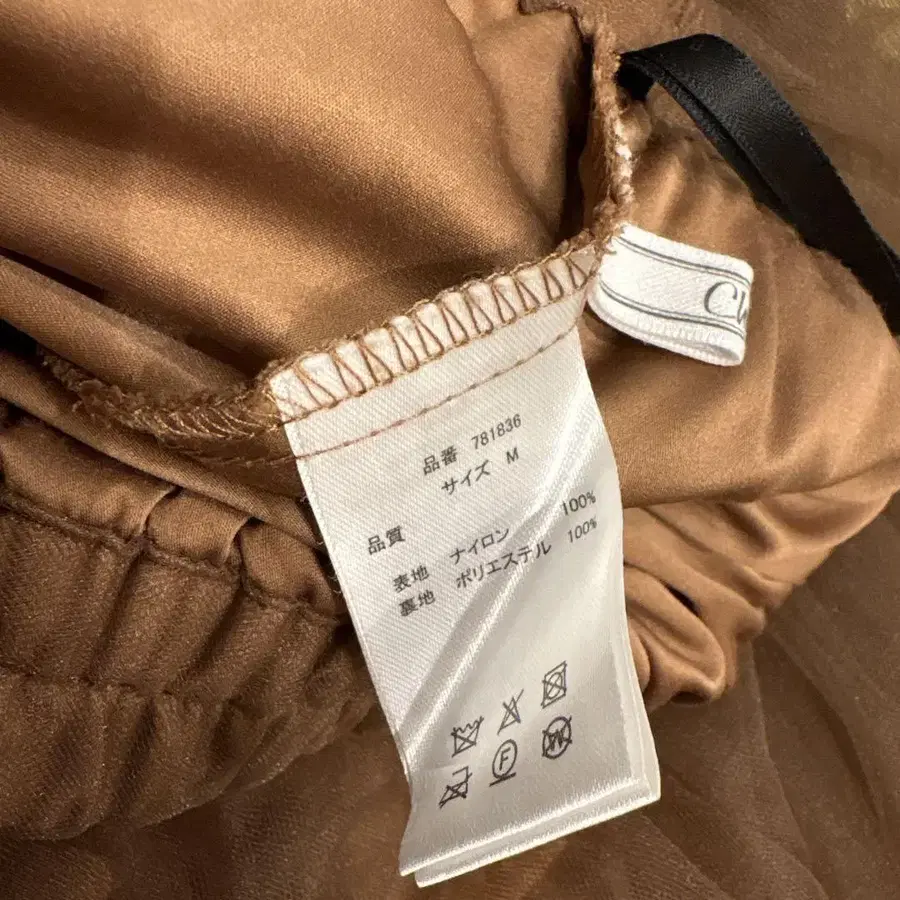 品番 781836
サイズ M
品質
表地 ナイロン 100%
裏地 ポリエステル 100%
F
W